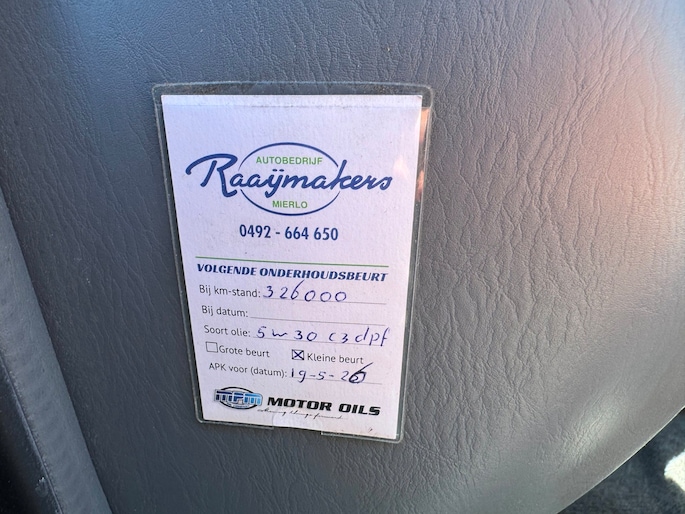 AUTOBEDRIJF
Raaÿmakers
MIERLO
0492 - 664 650
VOLGENDE ONDERHOUDSBEURT
Bij km-stand: 326000
Bij datum:
Soort olie: 5w30 c3 dpf
☐ Grote beurt ☒ Kleine beurt
APK voor (datum): 19-5-26
MOTOR OILS